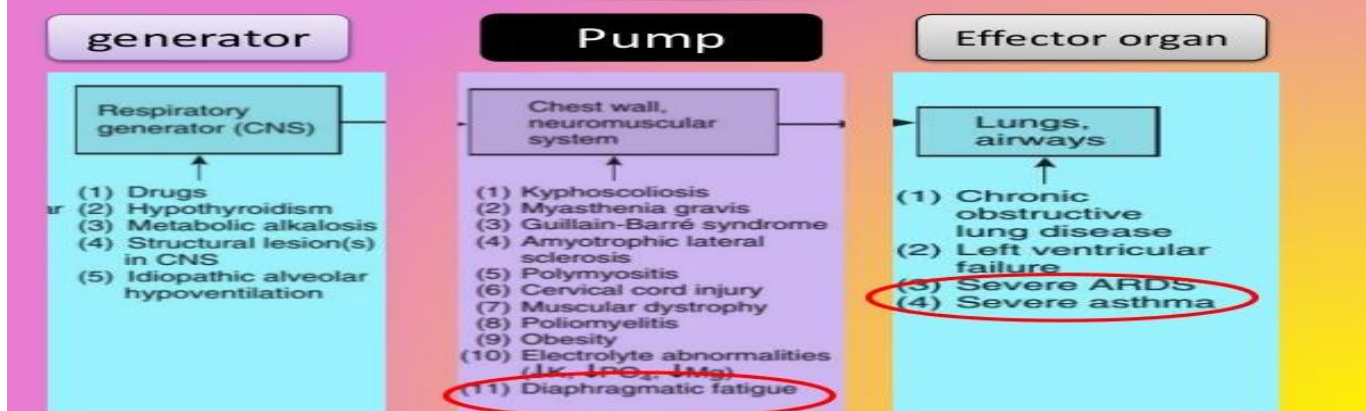 generator
Respiratory
generator (CNS)
(1) Drugs
(2) Hypothyroidism
(3) Metabolic alkalosis
(4) Structural lesion(s)
in CNS
(5) Idiopathic alveolar
hypoventilation
Pump
Chest wall,
neuromuscular
system
(1) Kyphoscoliosis
(2) Myasthenia gravis
(3) Guillain-Barré syndrome
(4) Amyotrophic lateral
sclerosis
(5) Polymyositis
(6) Cervical cord injury
(7) Muscular dystrophy
(8) Poliomyelitis
(9) Obesity
(10) Electrolyte abnormalities
(↓K, ↓PO₄, ↓Mg)
(11) Diaphragmatic fatigue
Effector organ
Lungs,
airways
(1) Chronic
obstructive
lung disease
(2) Left ventricular
failure
(3) Severe ARDS
(4) Severe asthma